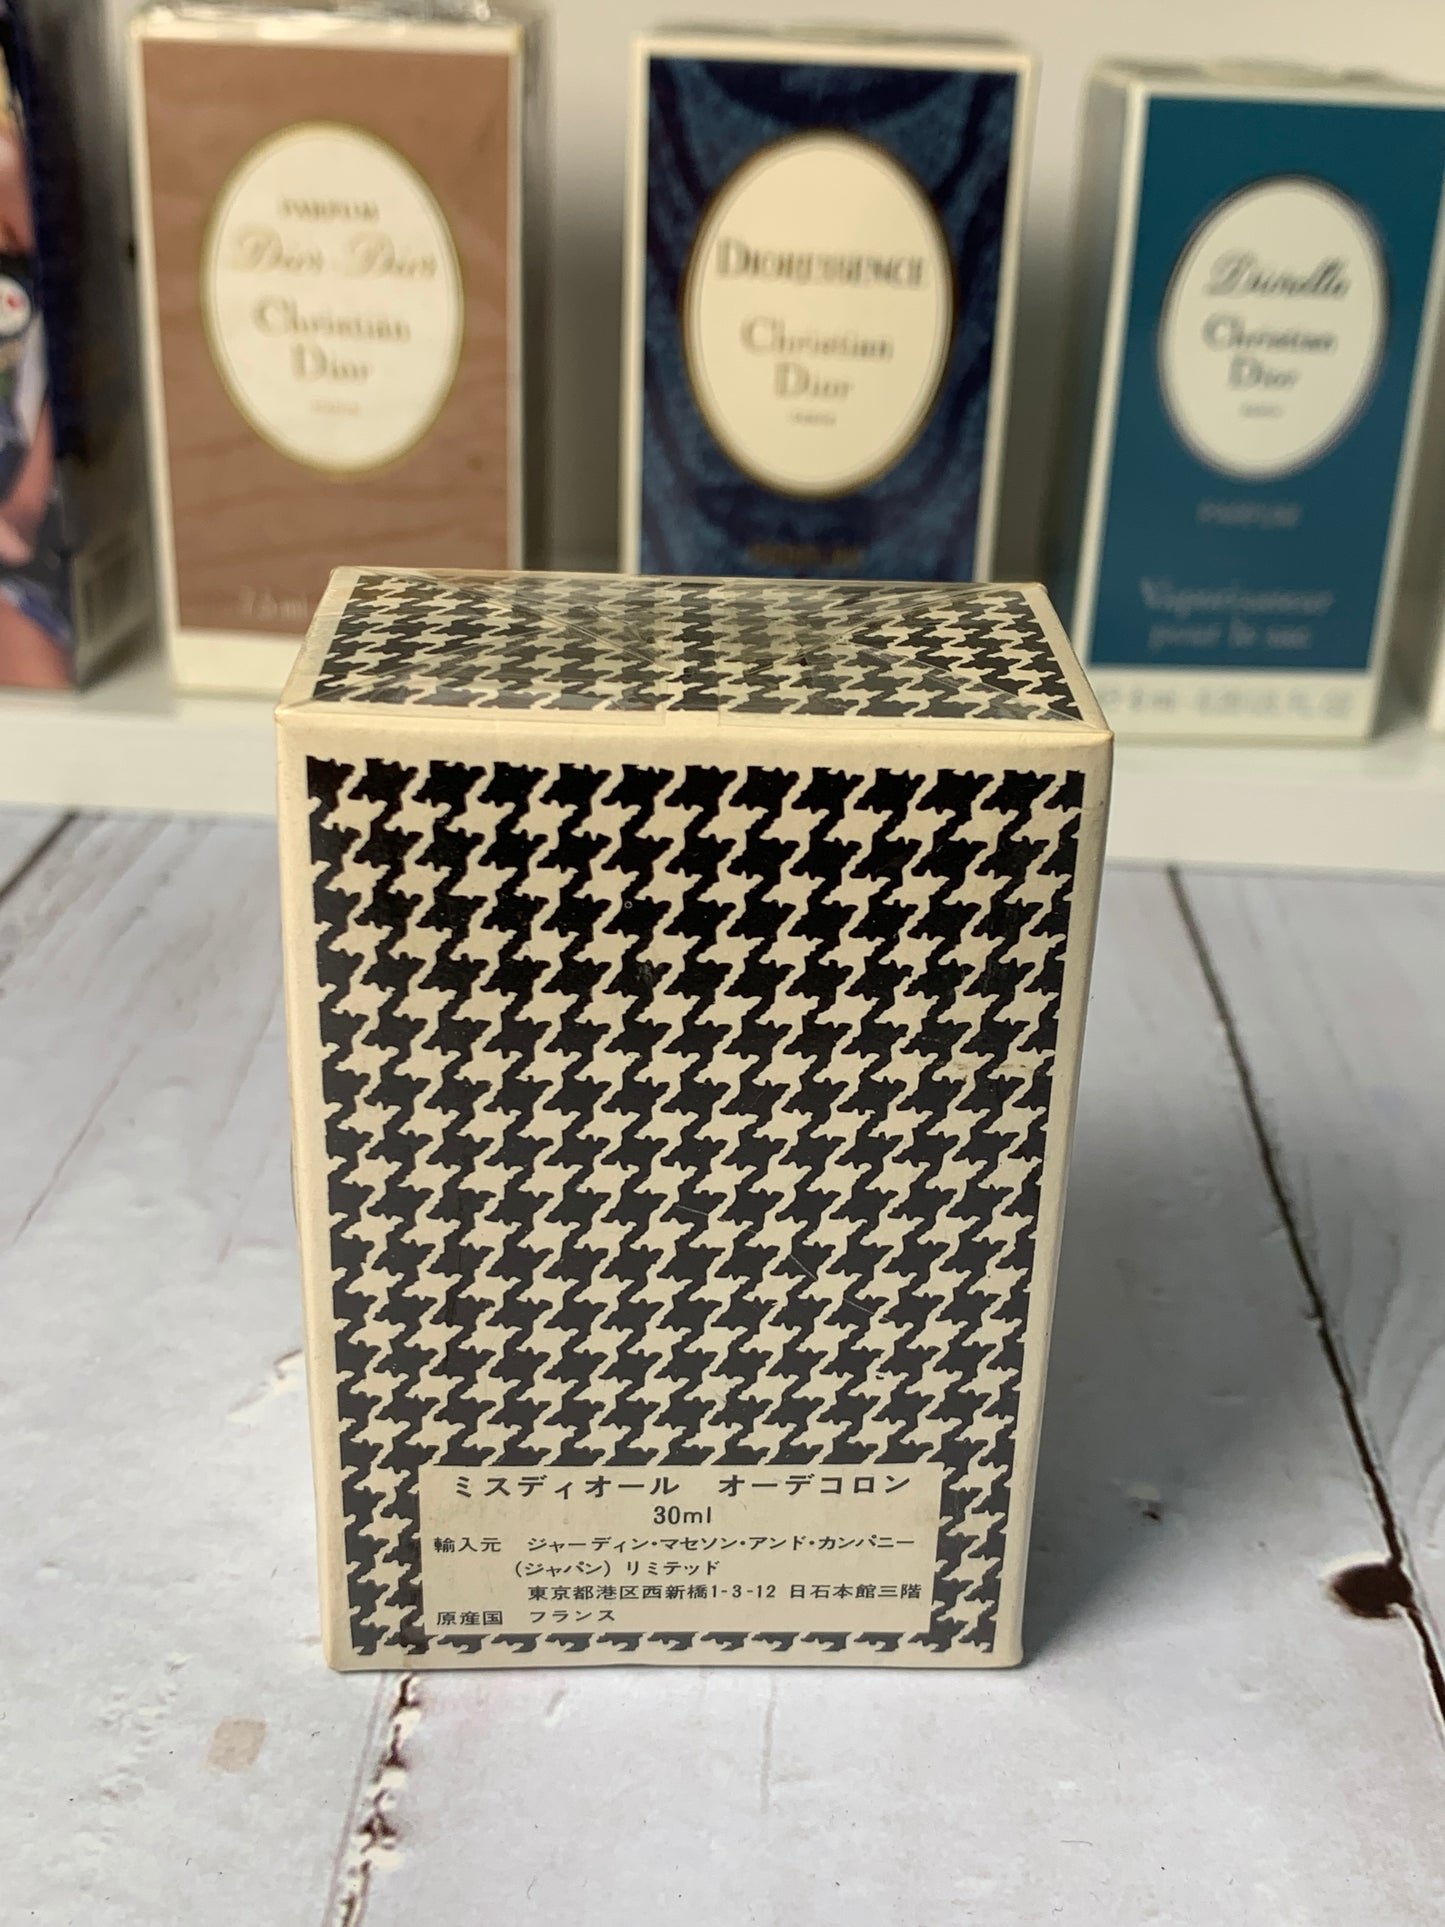 PARFUM
Dior-Dior
Christian
Dior
7,5 ml
DIORESSENCE
Christian
Dior
Christian
Dior
PARFUM
Vaporisateur
pour le sac
ミスディオール オーデコロン
30ml
輸入元 ジャーディン・マセソン・アンド・カンパニー
(ジャパン) リミテッド
東京都港区西新橋1-3-12 日石本館三階
原産国 フランス